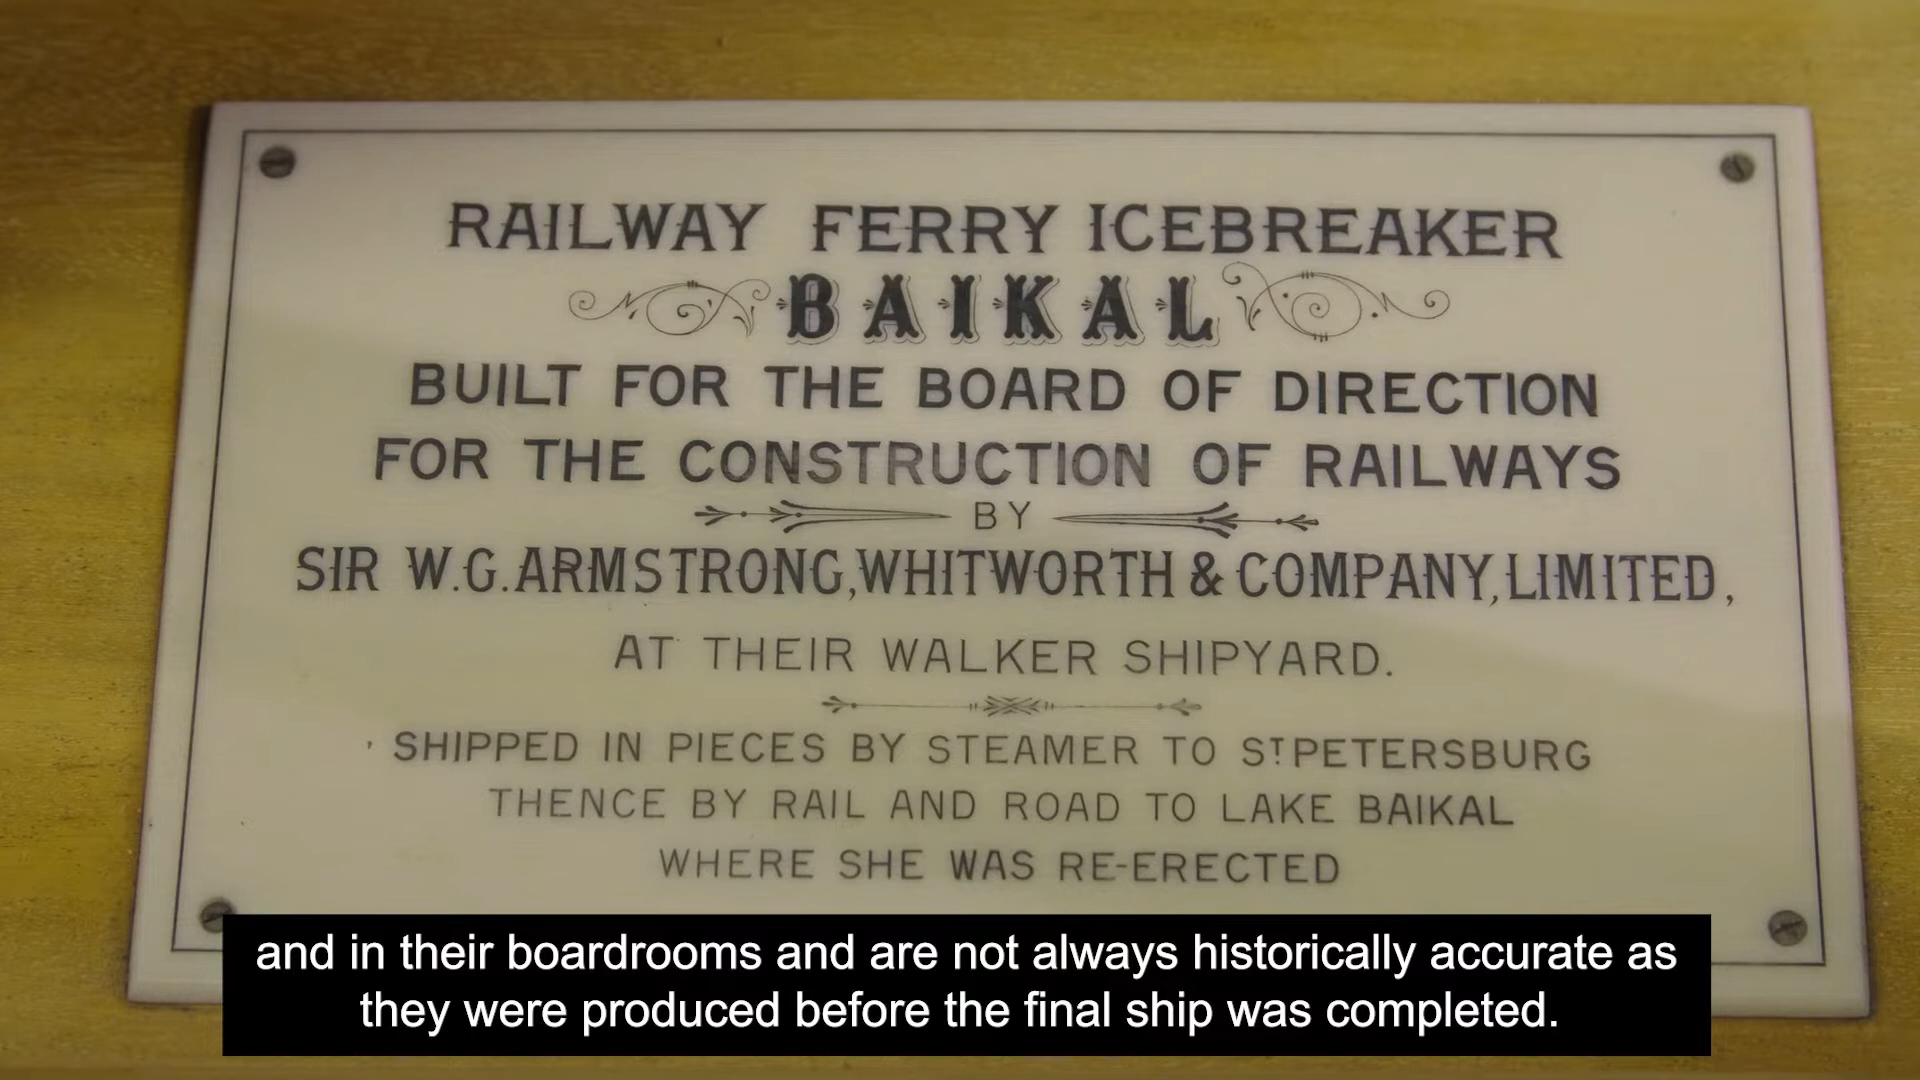 RAILWAY FERRY ICEBREAKER
BAIKAL
BUILT FOR THE BOARD OF DIRECTION
FOR THE CONSTRUCTION OF RAILWAYS
BY
SIR W.G. ARMSTRONG, WHITWORTH & COMPANY, LIMITED,
AT THEIR WALKER SHIPYARD.
SHIPPED IN PIECES BY STEAMER TO ST PETERSBURG
THENCE BY RAIL AND ROAD TO LAKE BAIKAL
WHERE SHE WAS RE-ERECTED
and in their boardrooms and are not always historically accurate as
they were produced before the final ship was completed.